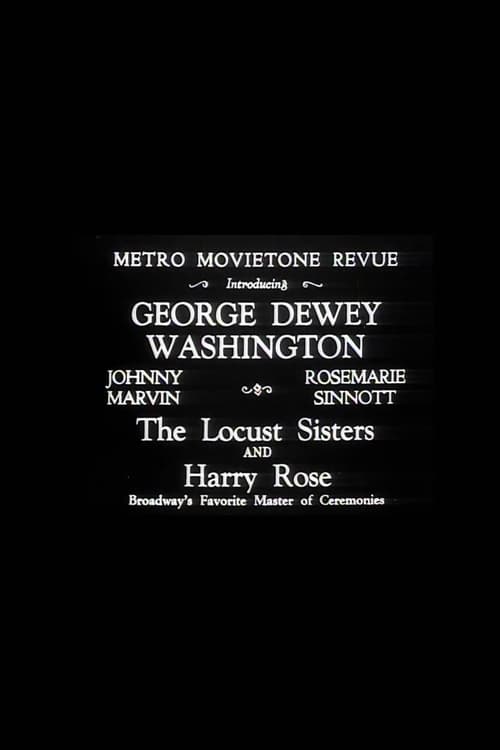 METRO MOVIETONE REVUE
Introducing
GEORGE DEWEY
WASHINGTON
JOHNNY
MARVIN
ROSEMARIE
SINNOTT
The Locust Sisters
AND
Harry Rose
Broadway's Favorite Master of Ceremonies